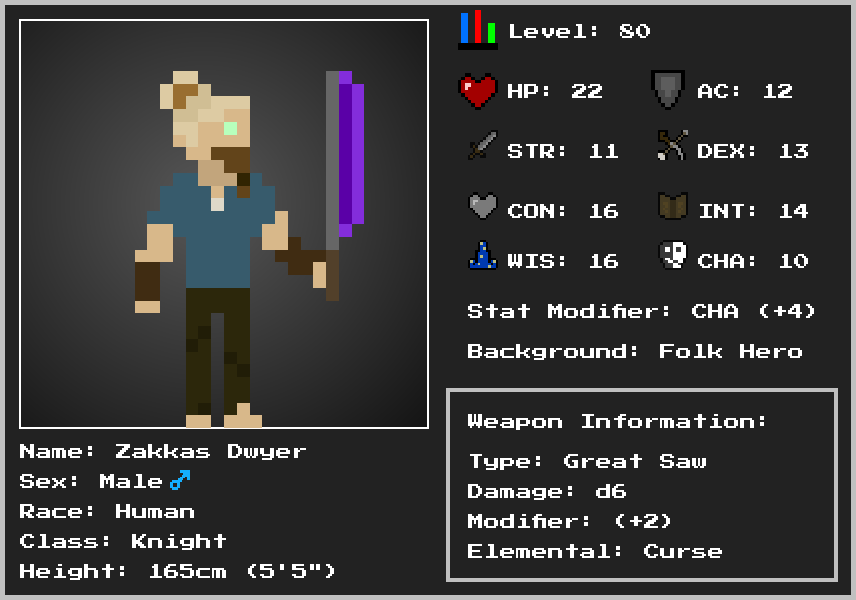 Level: 80
HP: 22 AC: 12
STR: 11 DEX: 13
CON: 16 INT: 14
WIS: 16 CHA: 10
Stat Modifier: CHA (+4)
Background: Folk Hero
Weapon Information:
Type: Great Saw
Damage: d6
Modifier: (+2)
Elemental: Curse
Name: Zakkas Dwyer
Sex: Male♂
Race: Human
Class: Knight
Height: 165cm (5'5")